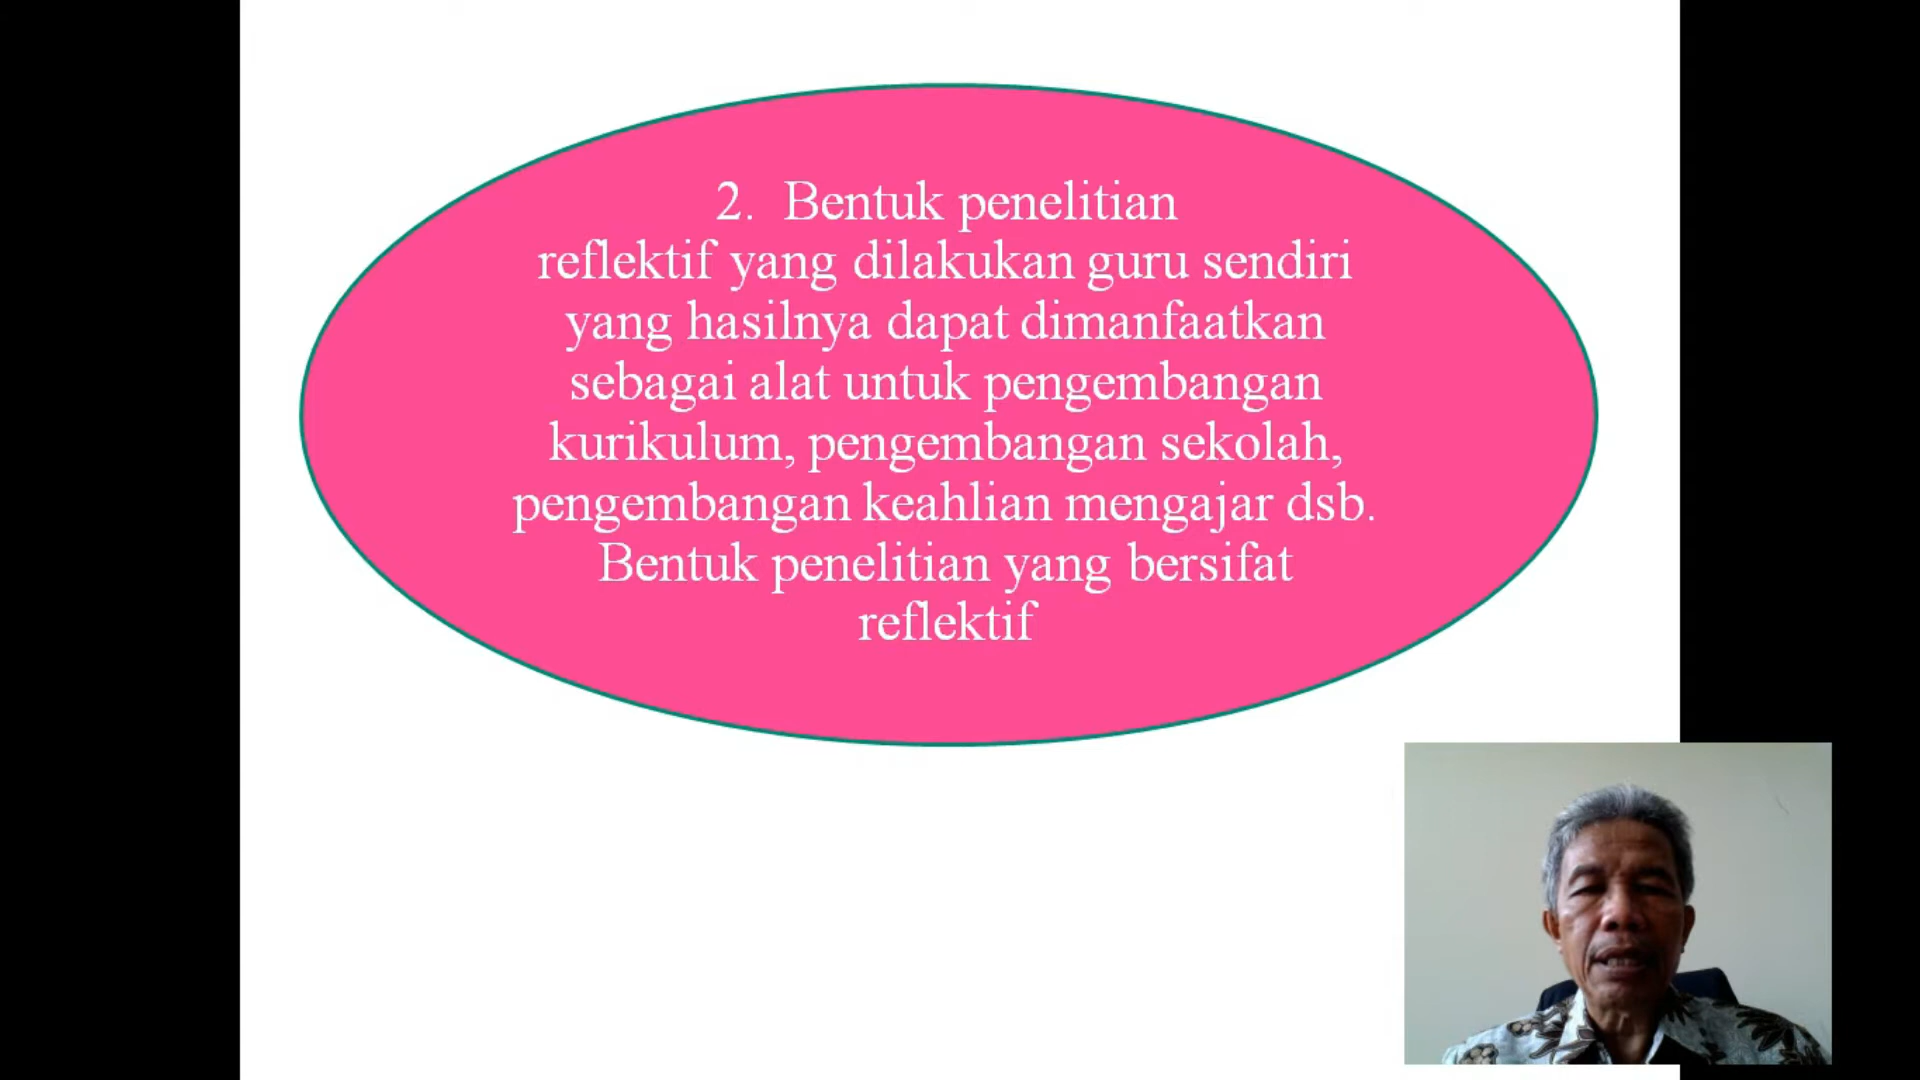 2. Bentuk penelitian
reflektif yang dilakukan guru sendiri
yang hasilnya dapat dimanfaatkan
sebagai alat untuk pengembangan
kurikulum, pengembangan sekolah,
pengembangan keahlian mengajar dsb.
Bentuk penelitian yang bersifat
reflektif